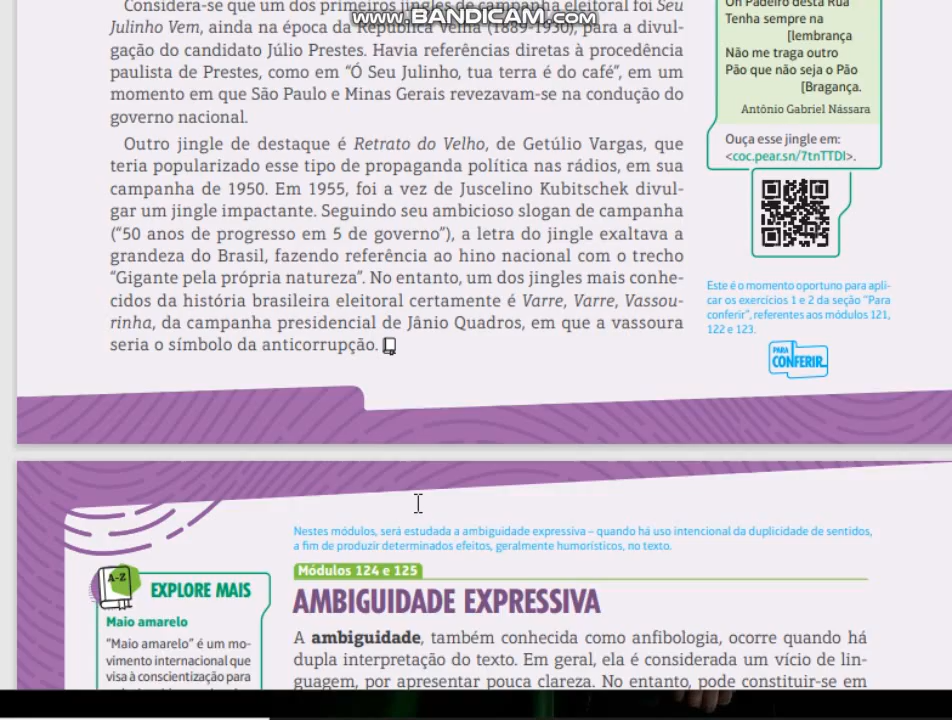 Considera-se que um dos primeiros jingles de campanha eleitoral foi Seu
www.BANDICAM.com
Julinho Vem, ainda na época da República Velha (1889-1930), para a divul-
gação do candidato Júlio Prestes. Havia referências diretas à procedência
paulista de Prestes, como em “Ó Seu Julinho, tua terra é do café”, em um
momento em que São Paulo e Minas Gerais revezavam-se na condução do
governo nacional.
Outro jingle de destaque é Retrato do Velho, de Getúlio Vargas, que
teria popularizado esse tipo de propaganda política nas rádios, em sua
campanha de 1950. Em 1955, foi a vez de Juscelino Kubitschek divul-
gar um jingle impactante. Seguindo seu ambicioso slogan de campanha
(“50 anos de progresso em 5 de governo”), a letra do jingle exaltava a
grandeza do Brasil, fazendo referência ao hino nacional com o trecho
“Gigante pela própria natureza”. No entanto, um dos jingles mais conhe-
cidos da história brasileira eleitoral certamente é Varre, Varre, Vassou-
rinha, da campanha presidencial de Jânio Quadros, em que a vassoura
seria o símbolo da anticorrupção.
Oh Padeiro desta Rua
Tenha sempre na
[lembrança
Não me traga outro
Pão que não seja o Pão
[Bragança.
Antônio Gabriel Nássara
Ouça esse jingle em:
<coc.pear.sn/7tnTTDI>.
Este é o momento oportuno para apli-
car os exercícios 1 e 2 da seção “Para
conferir”, referentes aos módulos 121,
122 e 123.
PARA
CONFERIR
Nestes módulos, será estudada a ambiguidade expressiva – quando há uso intencional da duplicidade de sentidos,
a fim de produzir determinados efeitos, geralmente humorísticos, no texto.
A-Z
EXPLORE MAIS
Maio amarelo
“Maio amarelo” é um mo-
vimento internacional que
visa à conscientização para
Módulos 124 e 125
AMBIGUIDADE EXPRESSIVA
A ambiguidade, também conhecida como anfibologia, ocorre quando há
dupla interpretação do texto. Em geral, ela é considerada um vício de lin-
guagem, por apresentar pouca clareza. No entanto, pode constituir-se em